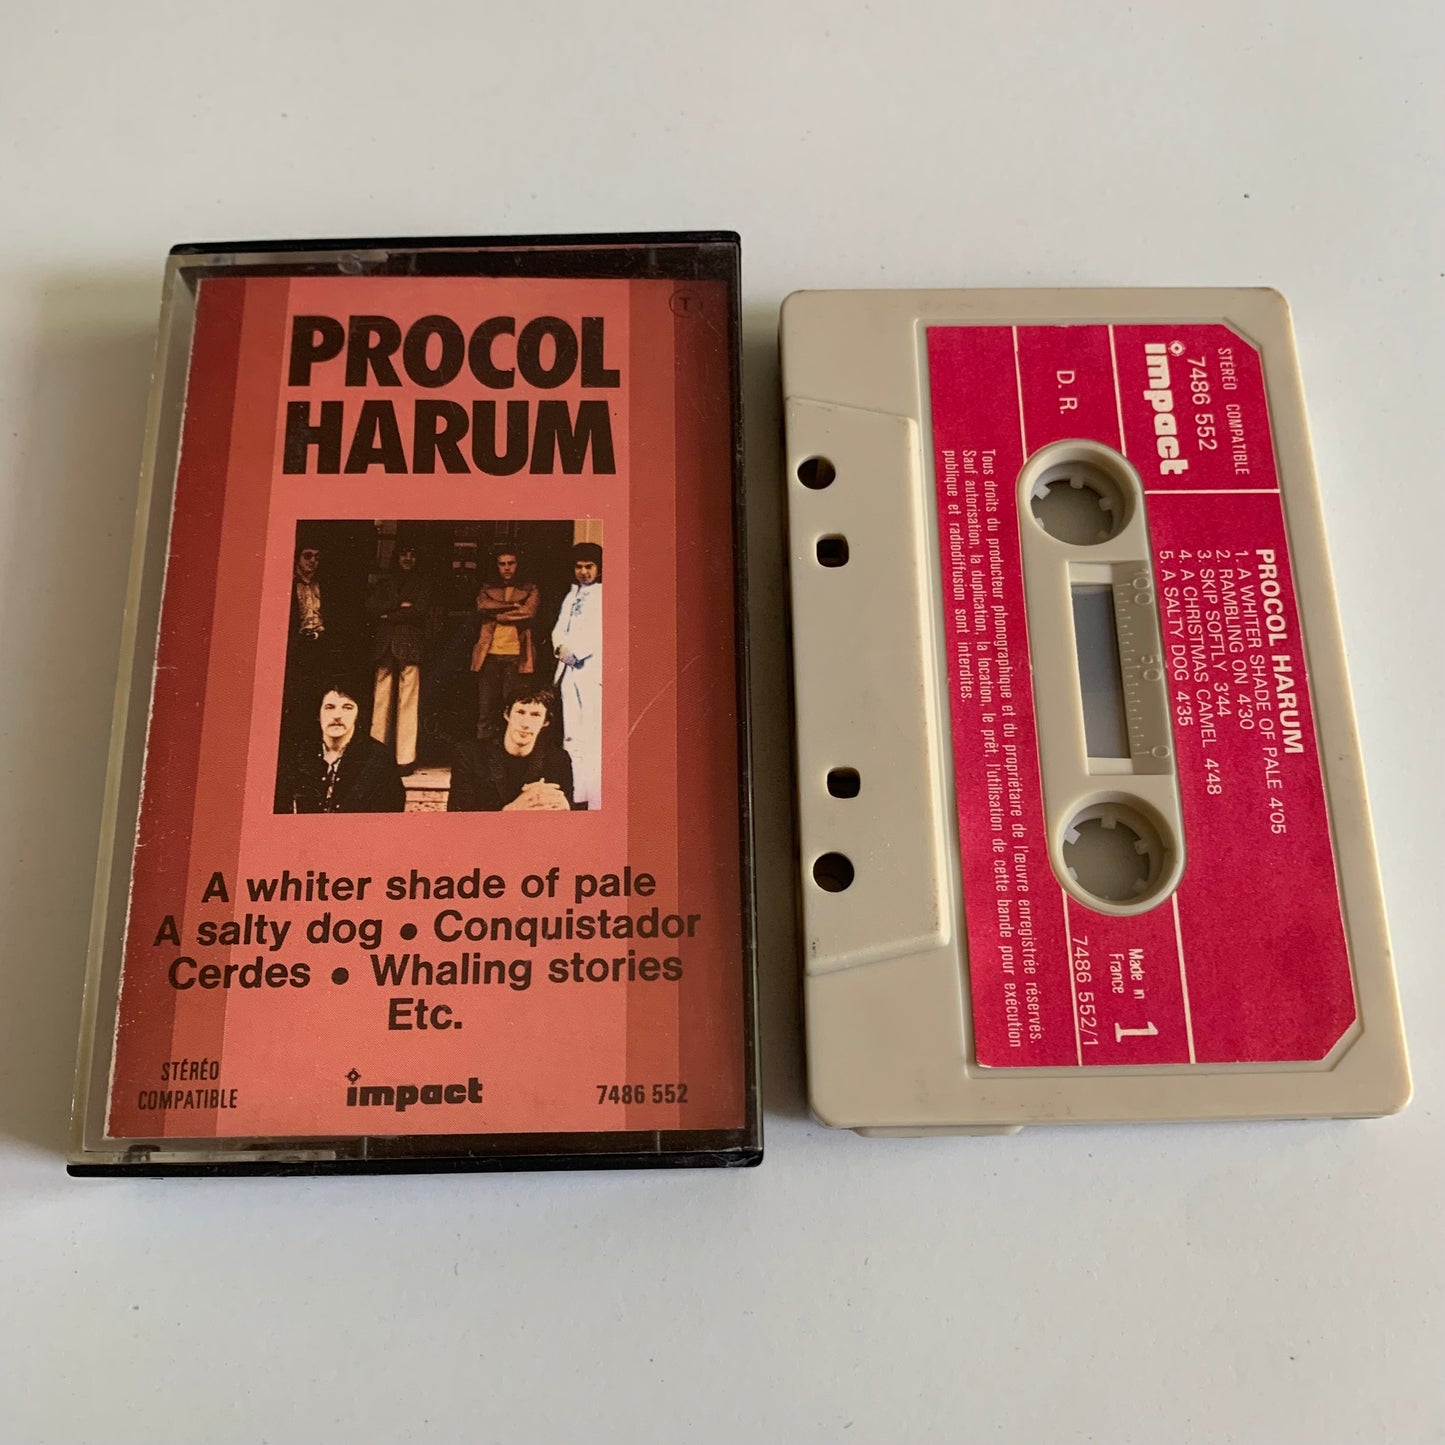 T
PROCOL
HARUM
A whiter shade of pale
A salty dog • Conquistador
Cerdes • Whaling stories
Etc.
STÉRÉO
COMPATIBLE
impact
7486 552
STÉRÉO COMPATIBLE
7486 552
impact
D. R.
PROCOL HARUM
1. A WHITER SHADE OF PALE 4'05
2. RAMBLING ON 4'30
3. SKIP SOFTLY 3'44
4. A CHRISTMAS CAMEL 4'48
5. A SALTY DOG 4'35
100 50 0
Made in
France
1
7486 552/1
Tous droits du producteur phonographique et du propriétaire de l'œuvre enregistrée réservés.
Sauf autorisation, la duplication, la location, le prêt, l'utilisation de cette bande pour exécution
publique et radiodiffusion sont interdites.